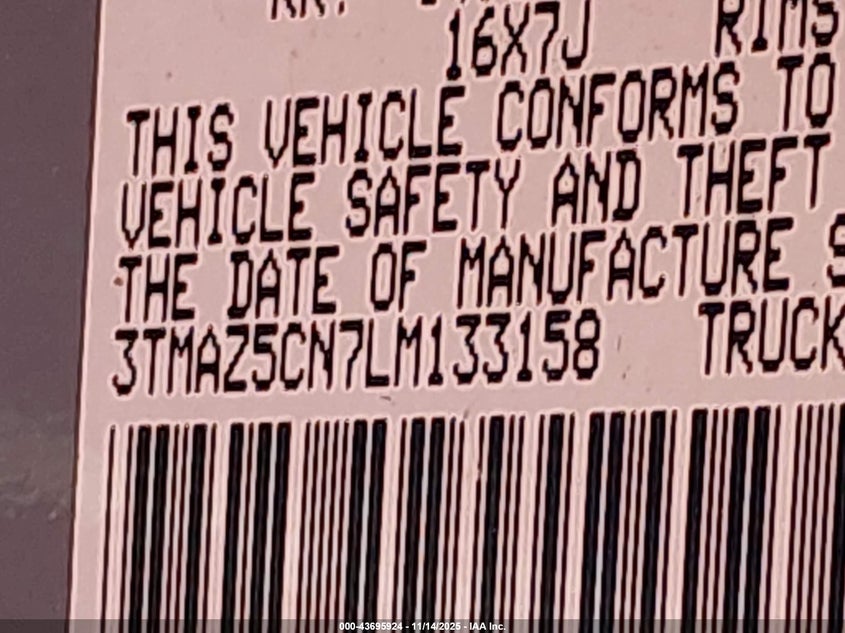 16X7J RIMS
THIS VEHICLE CONFORMS TO
VEHICLE SAFETY AND THEFT
THE DATE OF MANUFACTURE S
3TMAZ5CN7LM133158 TRUCK
000-43695924 - 11/14/2025 - IAA Inc.